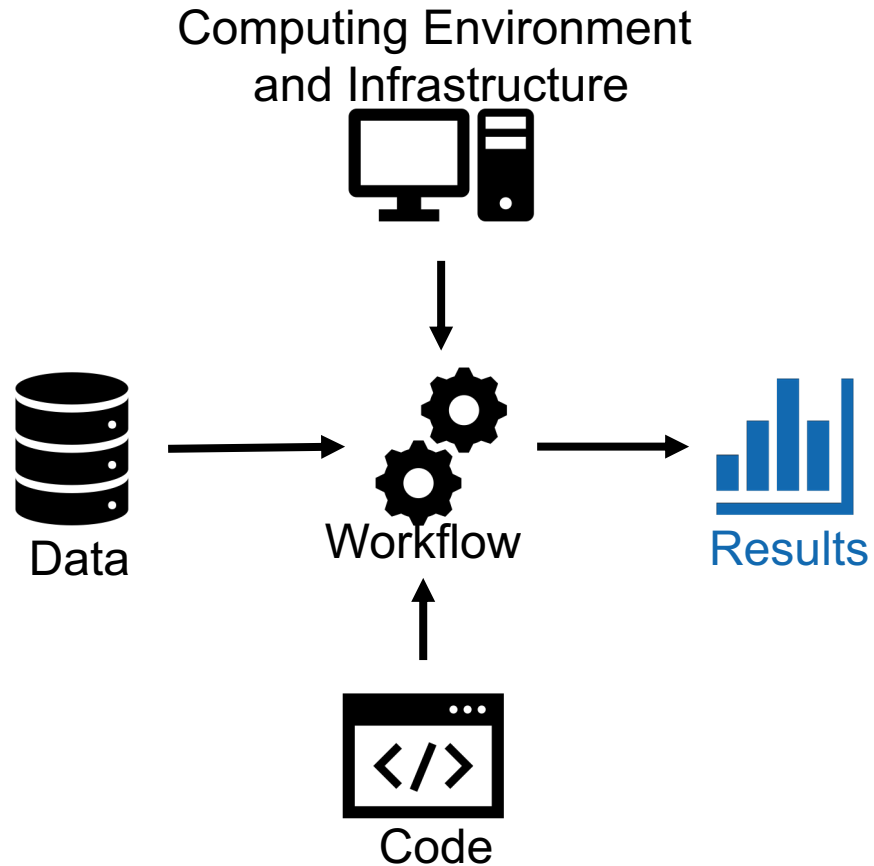 Computing Environment
and Infrastructure
Data
Workflow
Results
</>
Code